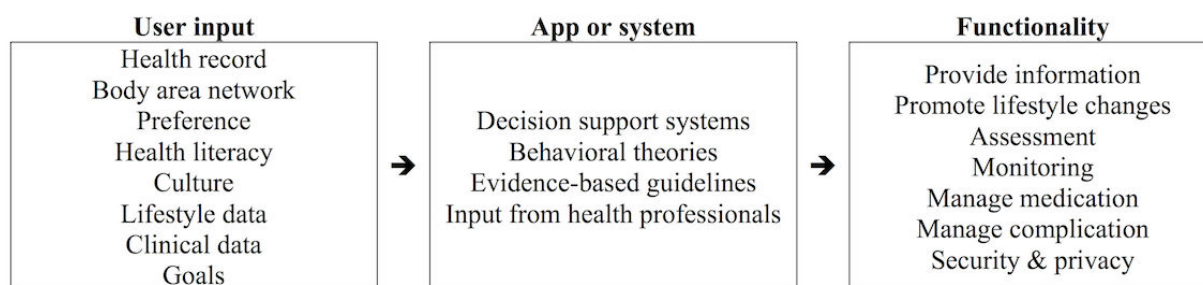 User input
Health record
Body area network
Preference
Health literacy
Culture
Lifestyle data
Clinical data
Goals
App or system
Decision support systems
Behavioral theories
Evidence-based guidelines
Input from health professionals
Functionality
Provide information
Promote lifestyle changes
Assessment
Monitoring
Manage medication
Manage complication
Security & privacy